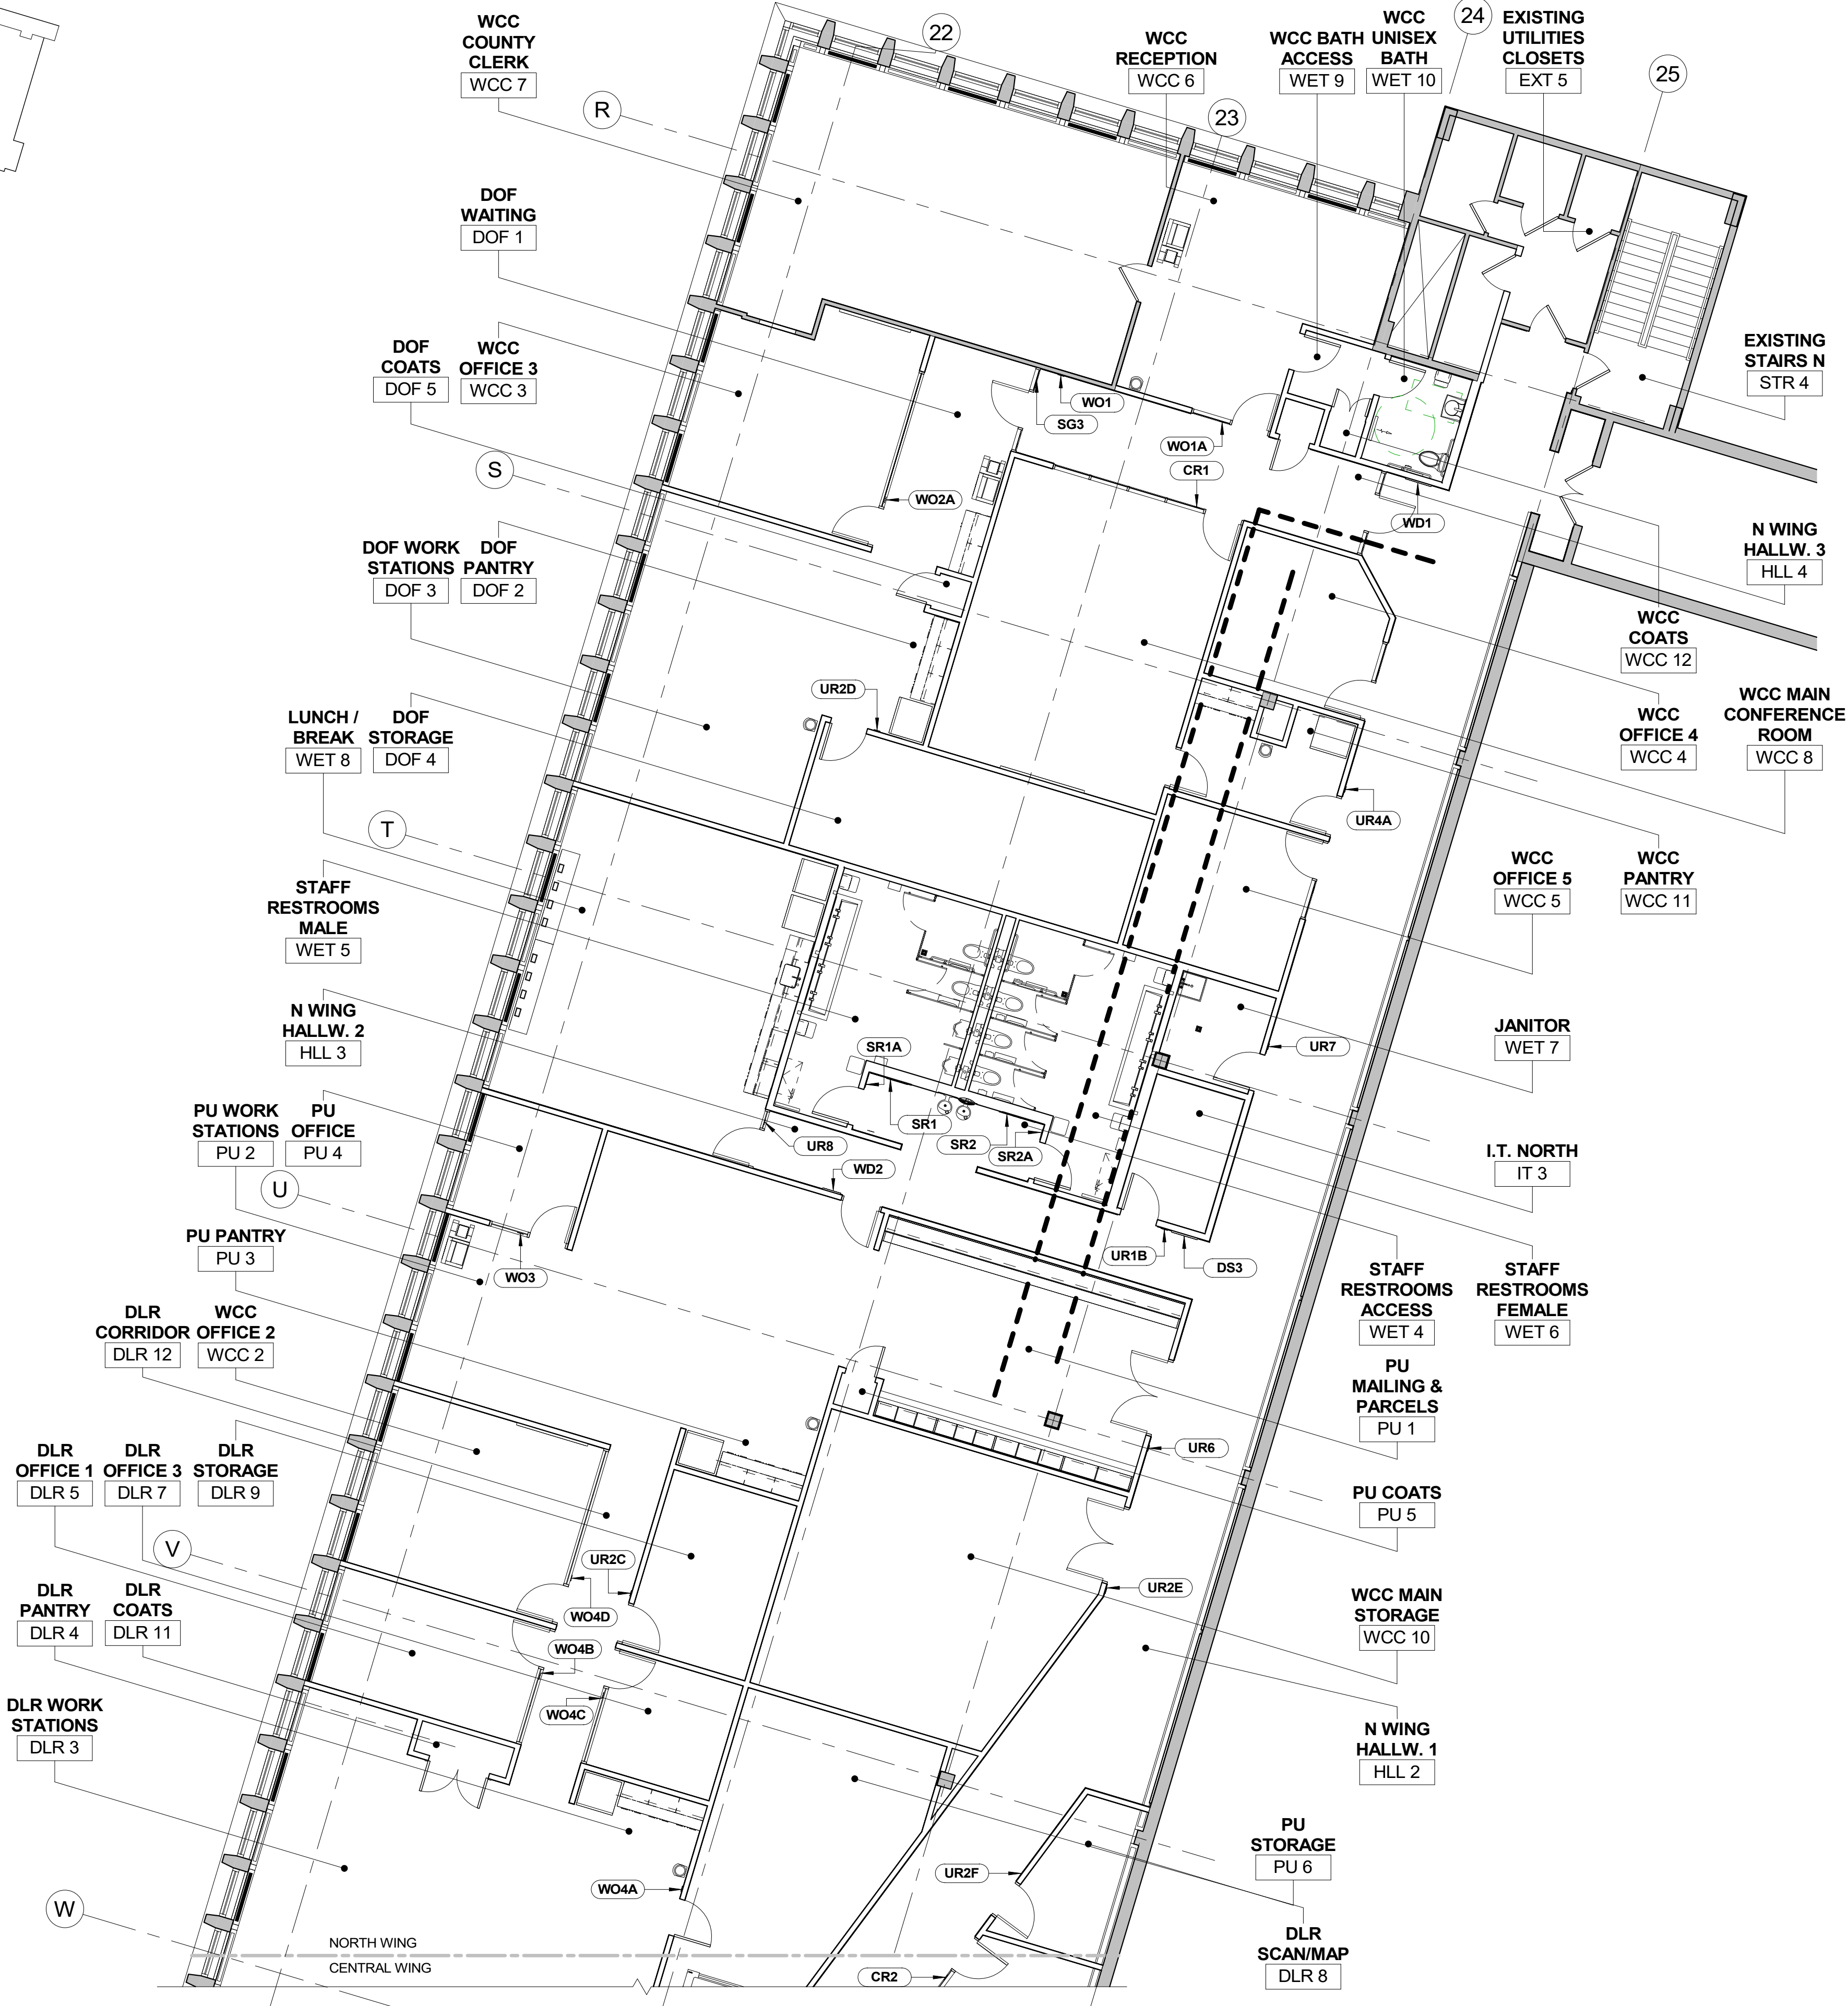 WCC
COUNTY
CLERK
WCC 7
22
WCC
RECEPTION
WCC 6
WCC BATH
ACCESS
WET 9
WCC
UNISEX
BATH
WET 10
24
EXISTING
UTILITIES
CLOSETS
EXT 5
25
R
23
DOF
WAITING
DOF 1
DOF
COATS
DOF 5
WCC
OFFICE 3
WCC 3
EXISTING
STAIRS N
STR 4
WO1
SG3
WO1A
CR1
S
WO2A
WD1
N WING
HALLW. 3
HLL 4
DOF WORK
STATIONS
DOF 3
DOF
PANTRY
DOF 2
WCC
COATS
WCC 12
UR2D
LUNCH /
BREAK
WET 8
DOF
STORAGE
DOF 4
WCC
OFFICE 4
WCC 4
WCC MAIN
CONFERENCE
ROOM
WCC 8
T
UR4A
STAFF
RESTROOMS
MALE
WET 5
WCC
OFFICE 5
WCC 5
WCC
PANTRY
WCC 11
N WING
HALLW. 2
HLL 3
JANITOR
WET 7
SR1A
UR7
PU WORK
STATIONS
PU 2
PU
OFFICE
PU 4
SR1
UR8
SR2
SR2A
WD2
I.T. NORTH
IT 3
U
PU PANTRY
PU 3
WO3
UR1B
DS3
STAFF
RESTROOMS
ACCESS
WET 4
STAFF
RESTROOMS
FEMALE
WET 6
DLR
CORRIDOR
DLR 12
WCC
OFFICE 2
WCC 2
PU
MAILING &
PARCELS
PU 1
DLR
OFFICE 1
DLR 5
DLR
OFFICE 3
DLR 7
DLR
STORAGE
DLR 9
UR6
PU COATS
PU 5
V
UR2C
UR2E
DLR
PANTRY
DLR 4
DLR
COATS
DLR 11
WO4D
WO4B
WCC MAIN
STORAGE
WCC 10
WO4C
DLR WORK
STATIONS
DLR 3
N WING
HALLW. 1
HLL 2
PU
STORAGE
PU 6
UR2F
WO4A
W
NORTH WING
CENTRAL WING
CR2
DLR
SCAN/MAP
DLR 8